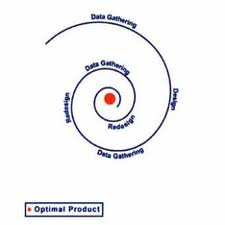 Data Gathering
Design
Data Gathering
Redesign
Data Gathering
Redesign
Optimal Product